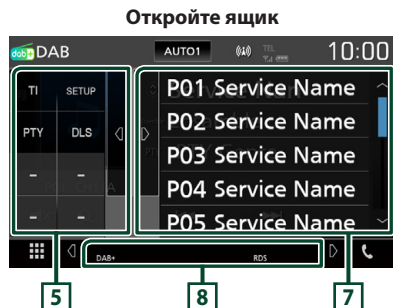 Откройте ящик
dab DAB AUTO1 TEL 10:00
TI SETUP P01 Service Name
PTY DLS P02 Service Name
P03 Service Name
- - P04 Service Name
- - P05 Service Name
DAB+ RDS
5 8 7